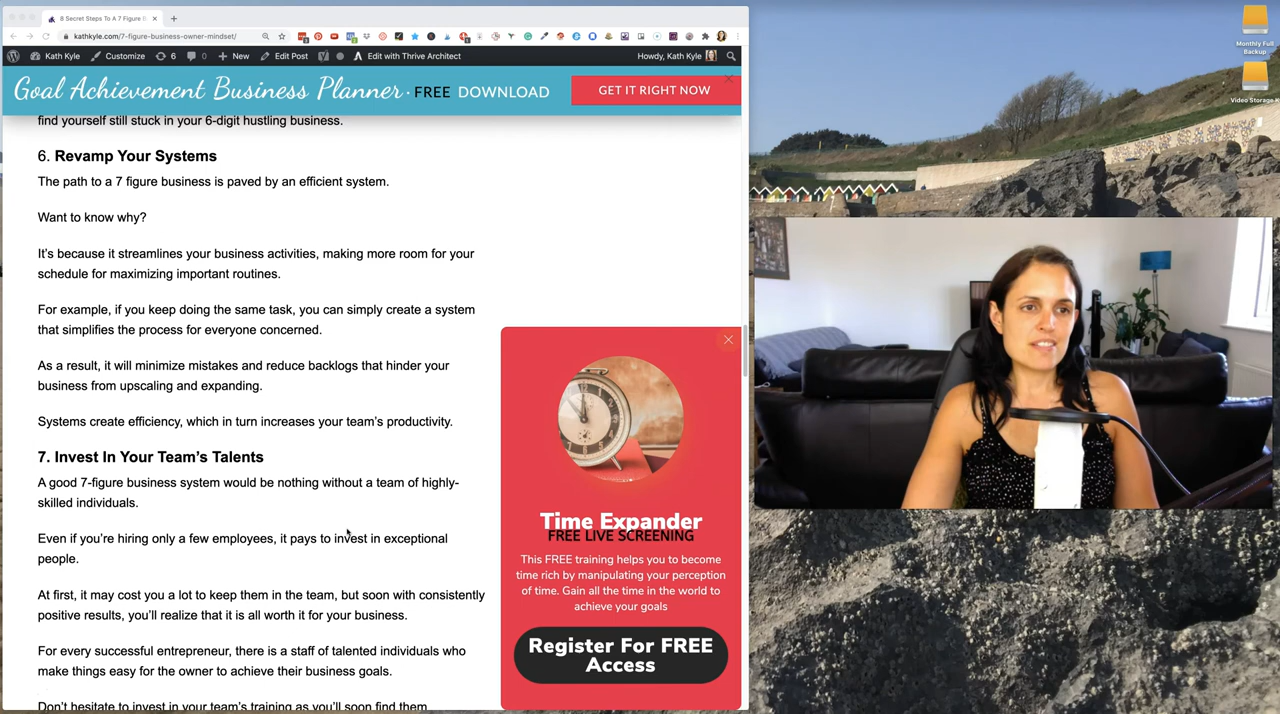 8 Secret Steps To A 7 Figure B
kathkyle.com/7-figure-business-owner-mindset/
Kath Kyle
Customize
6
0
New
Edit Post
Edit with Thrive Architect
Howdy, Kath Kyle
Goal Achievement Business Planner · FREE DOWNLOAD
GET IT RIGHT NOW
find yourself still stuck in your 6-digit hustling business.
6. Revamp Your Systems
The path to a 7 figure business is paved by an efficient system.
Want to know why?
It's because it streamlines your business activities, making more room for your
schedule for maximizing important routines.
For example, if you keep doing the same task, you can simply create a system
that simplifies the process for everyone concerned.
As a result, it will minimize mistakes and reduce backlogs that hinder your
business from upscaling and expanding.
Systems create efficiency, which in turn increases your team's productivity.
7. Invest In Your Team's Talents
A good 7-figure business system would be nothing without a team of highly-
skilled individuals.
Even if you're hiring only a few employees, it pays to invest in exceptional
people.
At first, it may cost you a lot to keep them in the team, but soon with consistently
positive results, you'll realize that it is all worth it for your business.
For every successful entrepreneur, there is a staff of talented individuals who
make things easy for the owner to achieve their business goals.
Don't hesitate to invest in your team's training as you'll soon find them
Time Expander
FREE LIVE SCREENING
This FREE training helps you to become
time rich by manipulating your perception
of time. Gain all the time in the world to
achieve your goals
Register For FREE
Access
Monthly Full
Backup
Video Storage